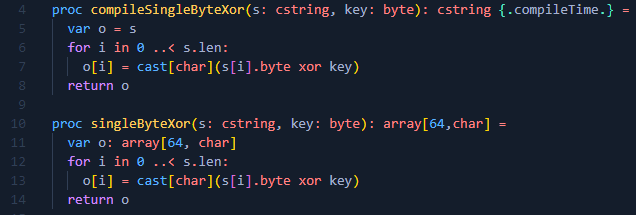 4 proc compileSingleByteXor(s: cstring, key: byte): cstring {.compileTime.} =
5   var o = s
6   for i in 0 ..< s.len:
7     o[i] = cast[char](s[i].byte xor key)
8   return o
9
10 proc singleByteXor(s: cstring, key: byte): array[64,char] =
11   var o: array[64, char]
12   for i in 0 ..< s.len:
13     o[i] = cast[char](s[i].byte xor key)
14   return o